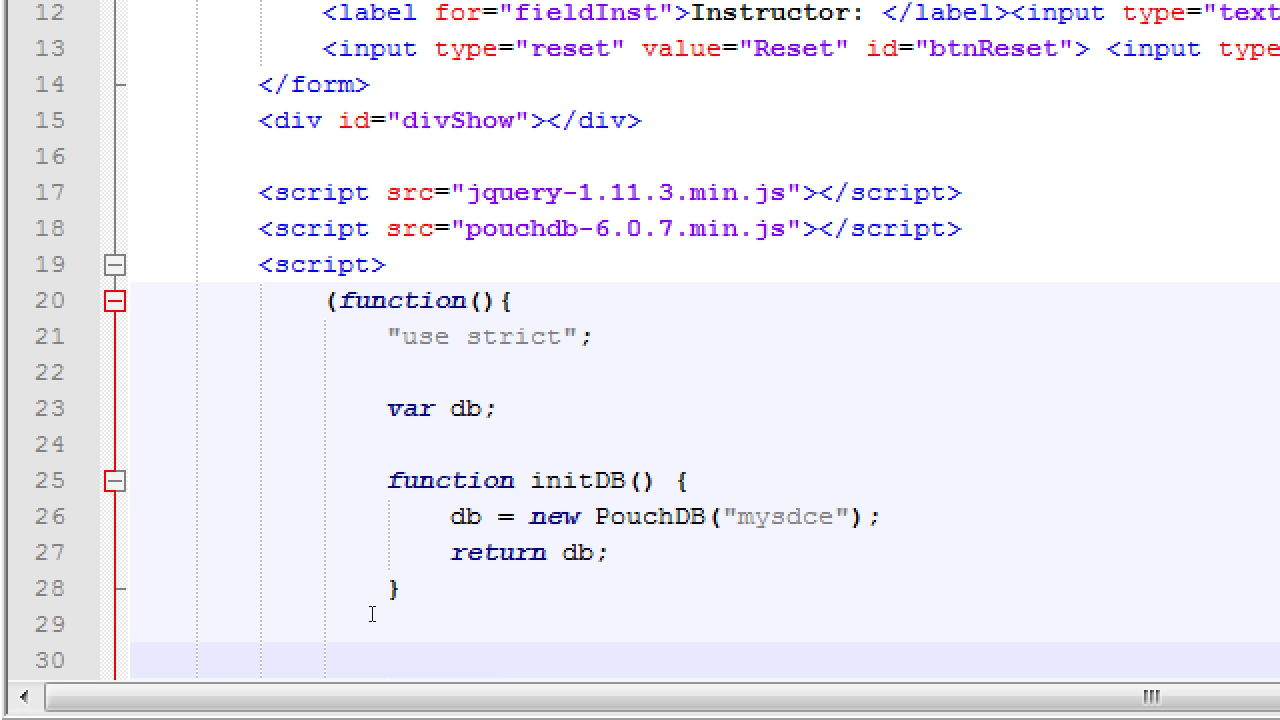 12 <label for="fieldInst">Instructor: </label><input type="text
13 <input type="reset" value="Reset" id="btnReset"> <input type
14 </form>
15 <div id="divShow"></div>
16
17 <script src="jquery-1.11.3.min.js"></script>
18 <script src="pouchdb-6.0.7.min.js"></script>
19 <script>
20 (function(){
21 "use strict";
22
23 var db;
24
25 function initDB() {
26 db = new PouchDB("mysdce");
27 return db;
28 }
29
30